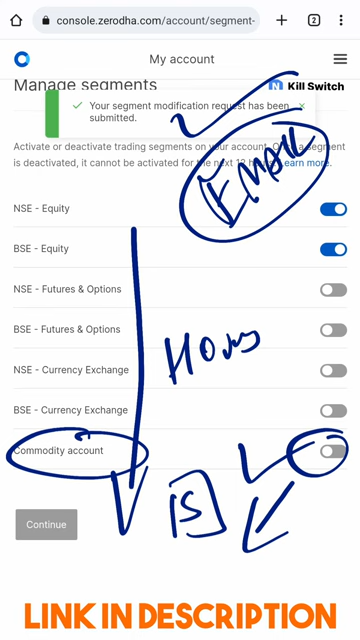 console.zerodha.com/account/segment-
2
My account
Manage segments
Kill Switch
Your segment modification request has been
submitted.
Activate or deactivate trading segments on your account. Once a segment
is deactivated, it cannot be activated for the next 12 hours. Learn more.
NSE - Equity
BSE - Equity
NSE - Futures & Options
BSE - Futures & Options
Hours
NSE - Currency Exchange
BSE - Currency Exchange
Commodity account
Continue
LINK IN DESCRIPTION